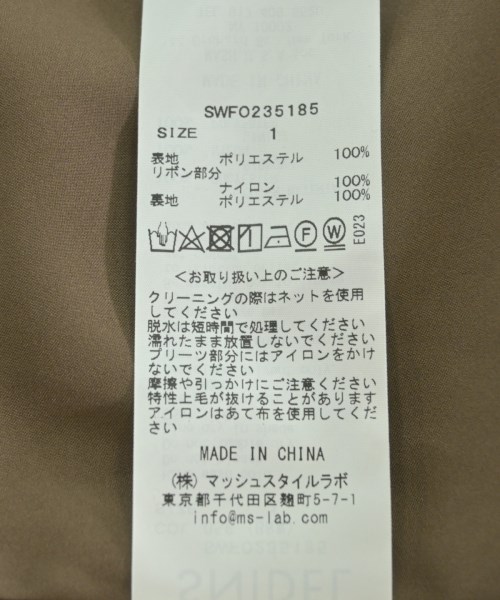 SWFO235185
SIZE 1
表地 ポリエステル 100%
リボン部分
ナイロン 100%
裏地 ポリエステル 100%
F W E023
<お取り扱い上のご注意>
クリーニングの際はネットを使用
してください
脱水は短時間で処理してください
濡れたまま放置しないでください
プリーツ部分にはアイロンをかけ
ないでください
摩擦や引っかけにご注意ください
特性上毛が抜けることがあります
アイロンはあて布を使用してくだ
さい
MADE IN CHINA
(株) マッシュスタイルラボ
東京都千代田区麹町5-7-1
info@ms-lab.com
SNIDEL